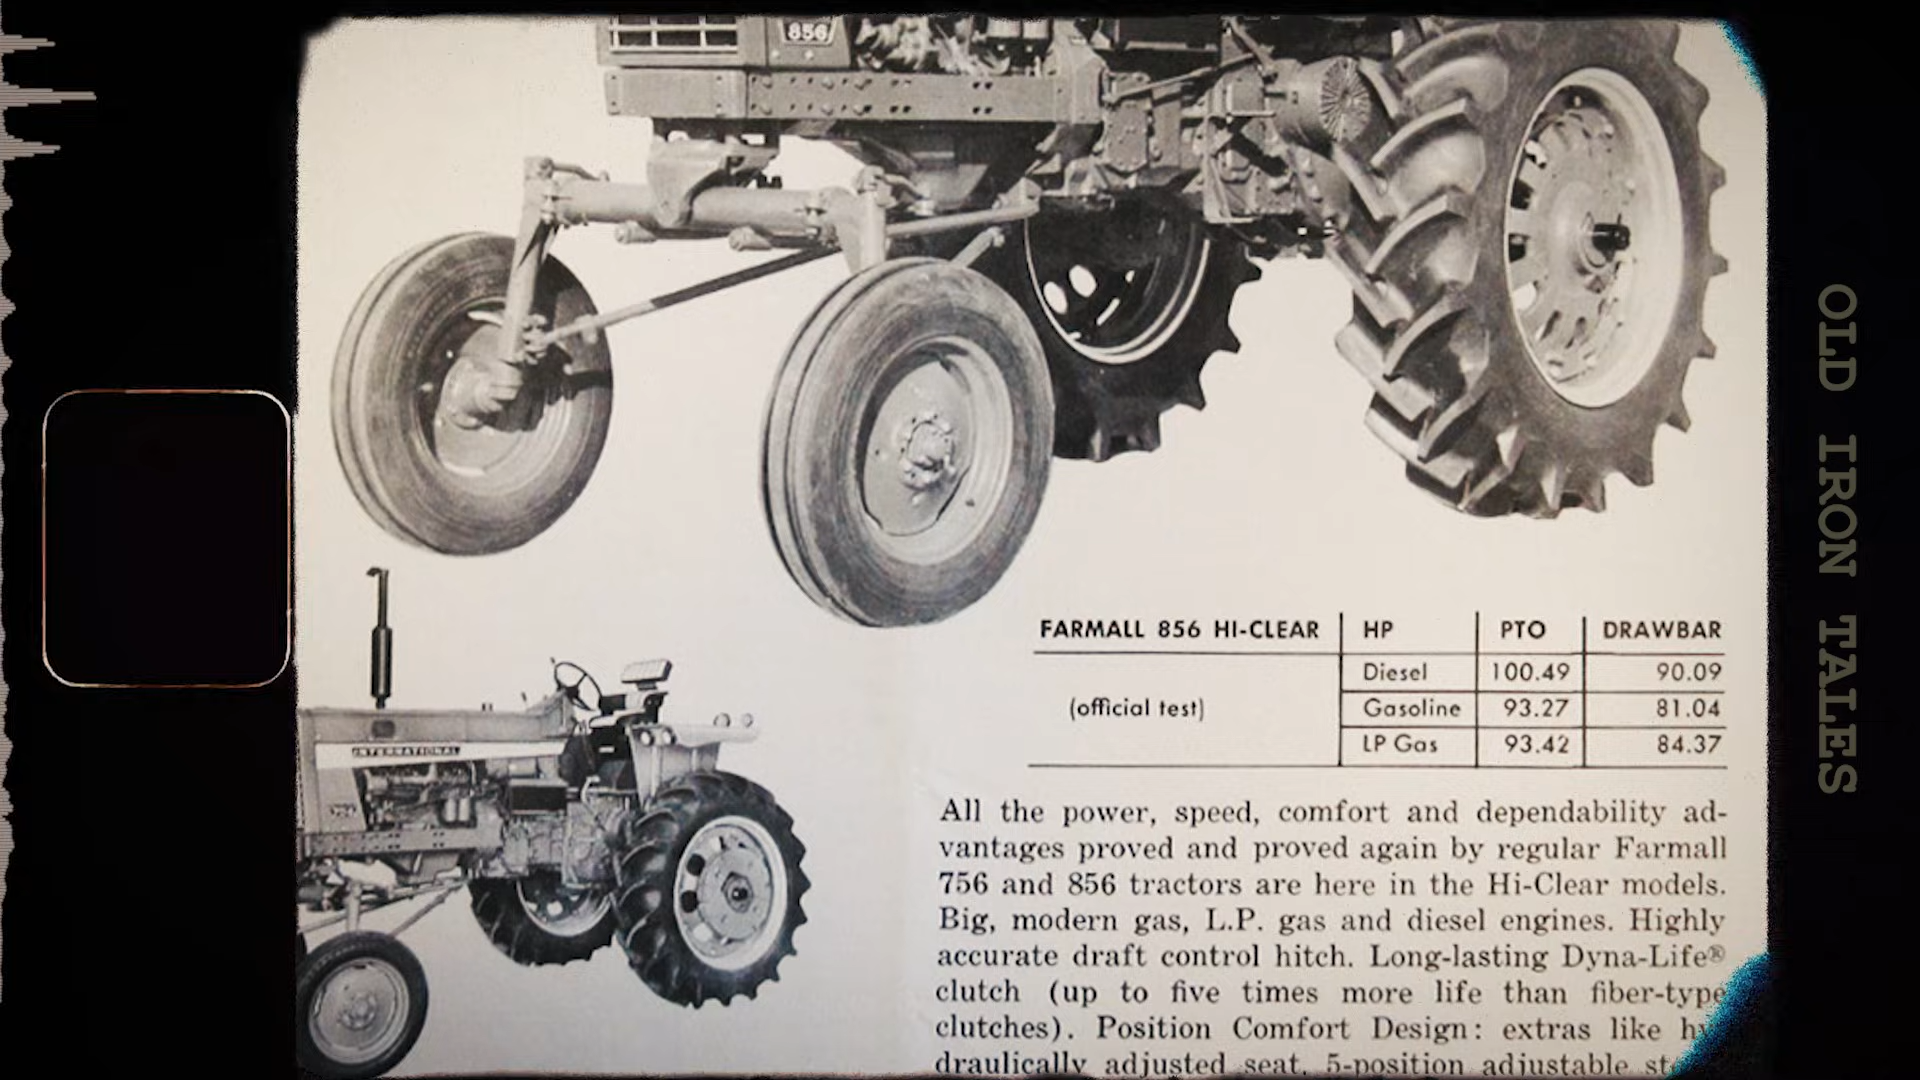 856
FARMALL 856 HI-CLEAR HP PTO DRAWBAR
Diesel 100.49 90.09
(official test) Gasoline 93.27 81.04
LP Gas 93.42 84.37
INTERNATIONAL
All the power, speed, comfort and dependability ad-
vantages proved and proved again by regular Farmall
756 and 856 tractors are here in the Hi-Clear models.
Big, modern gas, L.P. gas and diesel engines. Highly
accurate draft control hitch. Long-lasting Dyna-Life®
clutch (up to five times more life than fiber-type
clutches). Position Comfort Design: extras like
draulically adjusted seat, 5-position adjustable
OLD IRON TALES